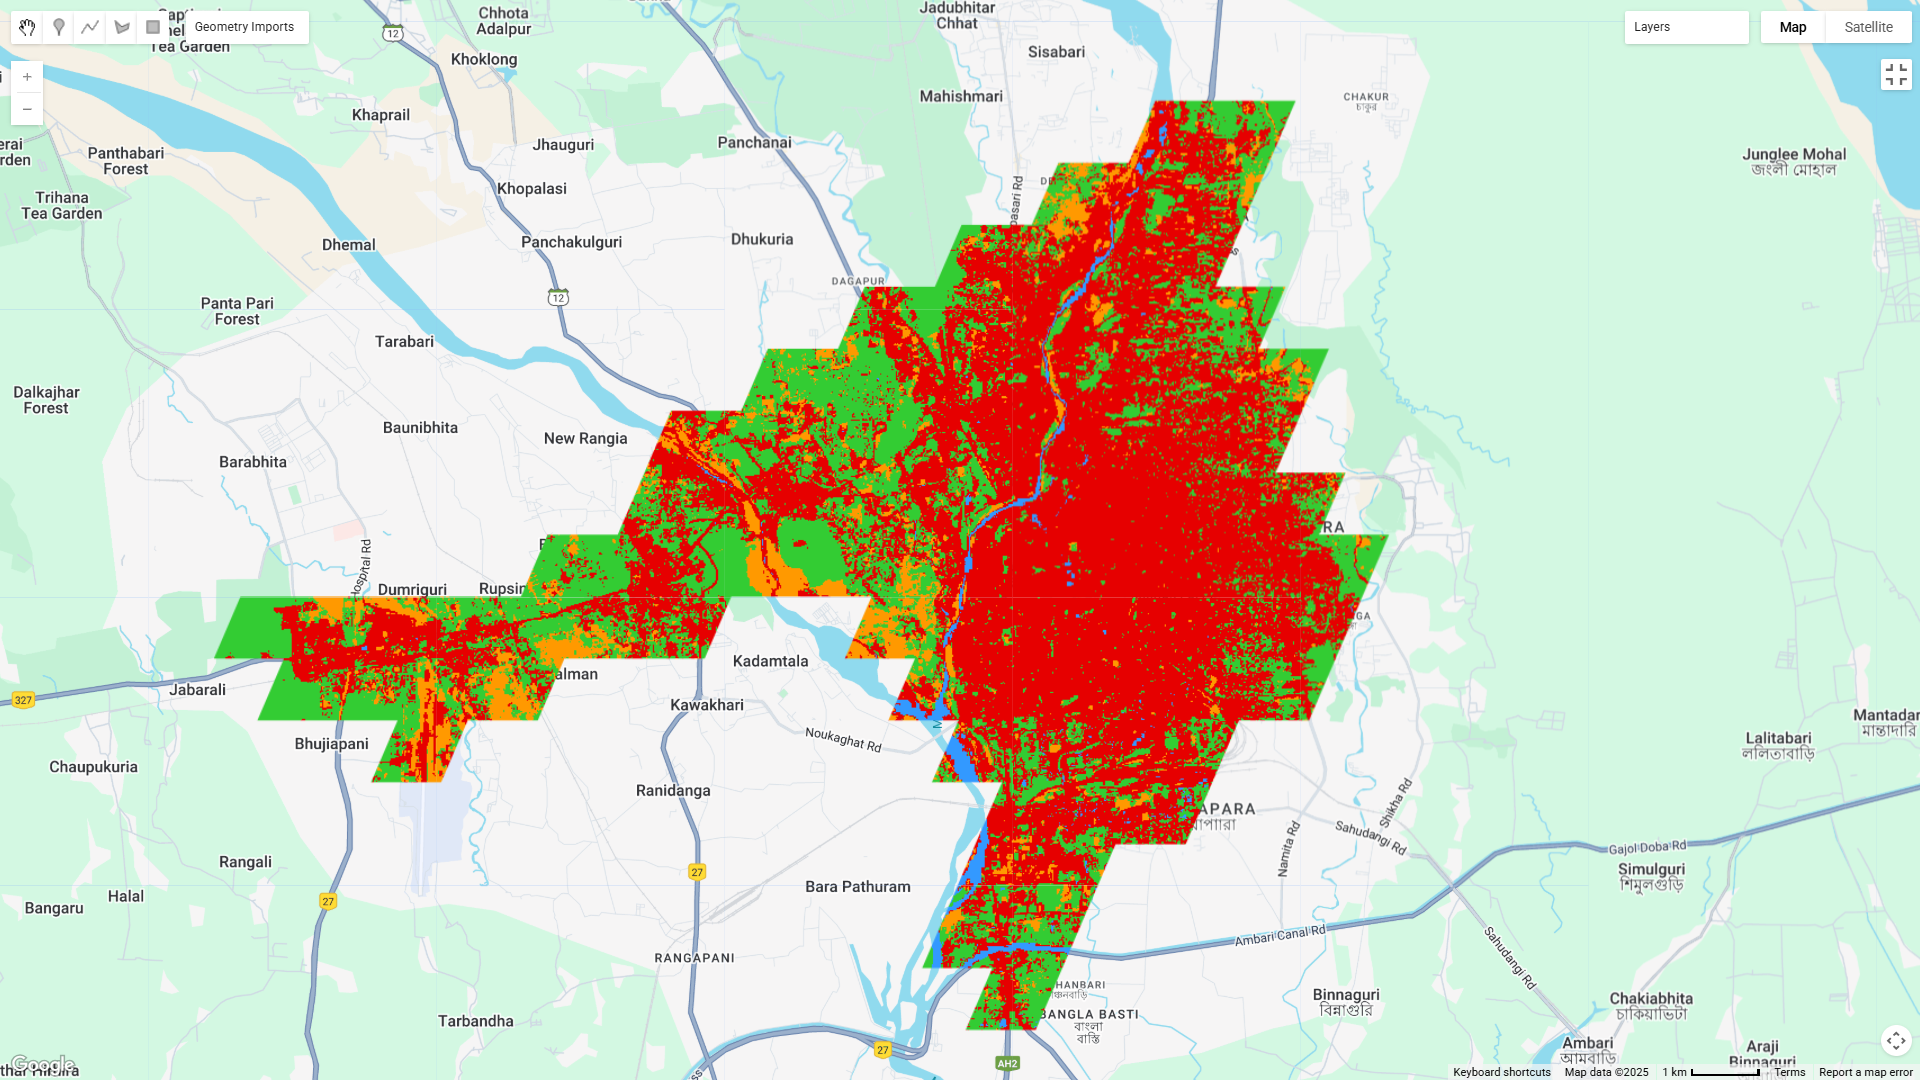 Geometry Imports
Layers
Map
Satellite
+
−
Tea Garden
12
Chhota
Adalpur
Khoklong
Jadubhitar
Chhat
Sisabari
Mahishmari
CHAKUR
চাকুর
Khaprail
Jhauguri
Panchanai
Panthabari
Forest
Junglee Mohal
জংলী মোহাল
Trihana
Tea Garden
Khopalasi
Dhemal
Panchakulguri
Dhukuria
DAGAPUR
Panta Pari
Forest
12
Tarabari
Dalkajhar
Forest
Baunibhita
New Rangia
Barabhita
Hospital Rd
Dumriguri
Rupsin
RA
Kadamtala
alman
327
Jabarali
Kawakhari
Noukaghat Rd
Bhujiapani
Chaupukuria
Ranidanga
Mantadar
মান্তাদারি
Lalitabari
ললিতাবাড়ি
APARA
Shikha Rd
Sahudangi Rd
Namita Rd
Gajol Doba Rd
Simulguri
শিমুলগুড়ি
Rangali
Halal
Bangaru
27
27
Bara Pathuram
Ambari Canal Rd
Sahudangi Rd
RANGAPANI
HANBARI
BANGLA BASTI
বাংলা
বাস্তি
Binnaguri
বিন্নাগুরি
Chakiabhita
চাকিয়াভিটা
Tarbandha
27
AH2
Ambari
আমবাড়ি
Araji
Binnaguri
Google
Keyboard shortcuts
Map data ©2025
1 km
Terms
Report a map error